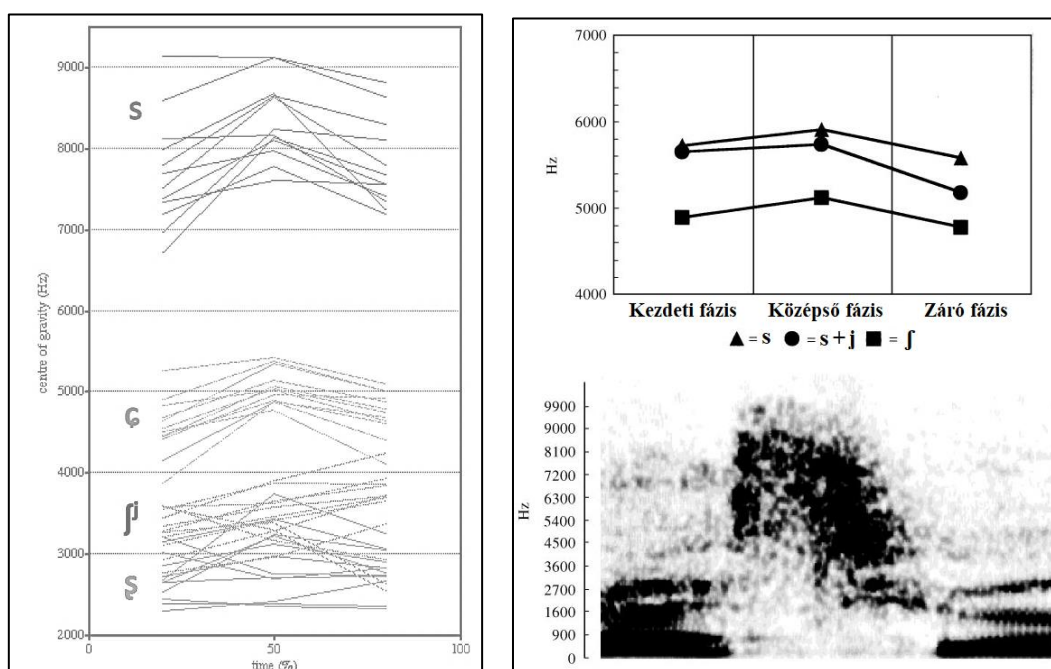 9000
8000
7000
6000
5000
4000
3000
2000
centre of gravity (Hz)
s
ɕ
ʃʲ
ʂ
0
50
100
time (%)
7000
6000
5000
4000
Hz
Kezdeti fázis
Középső fázis
Záró fázis
▲ = s ● = s + j ■ = ʃ
9900
9000
8100
7200
6300
5400
4500
3600
2700
1600
900
0
Hz